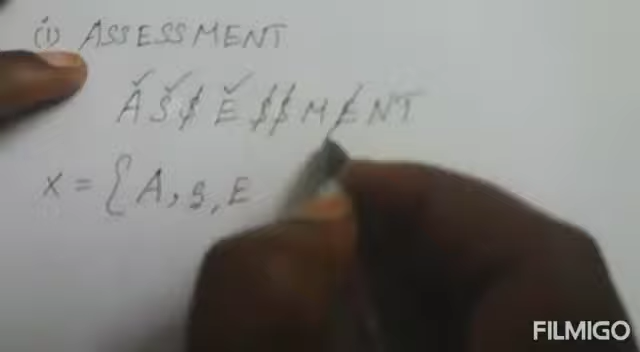 (i) ASSESSMENT
ASSESSMENT
X = {A, S, E
FILMIGO